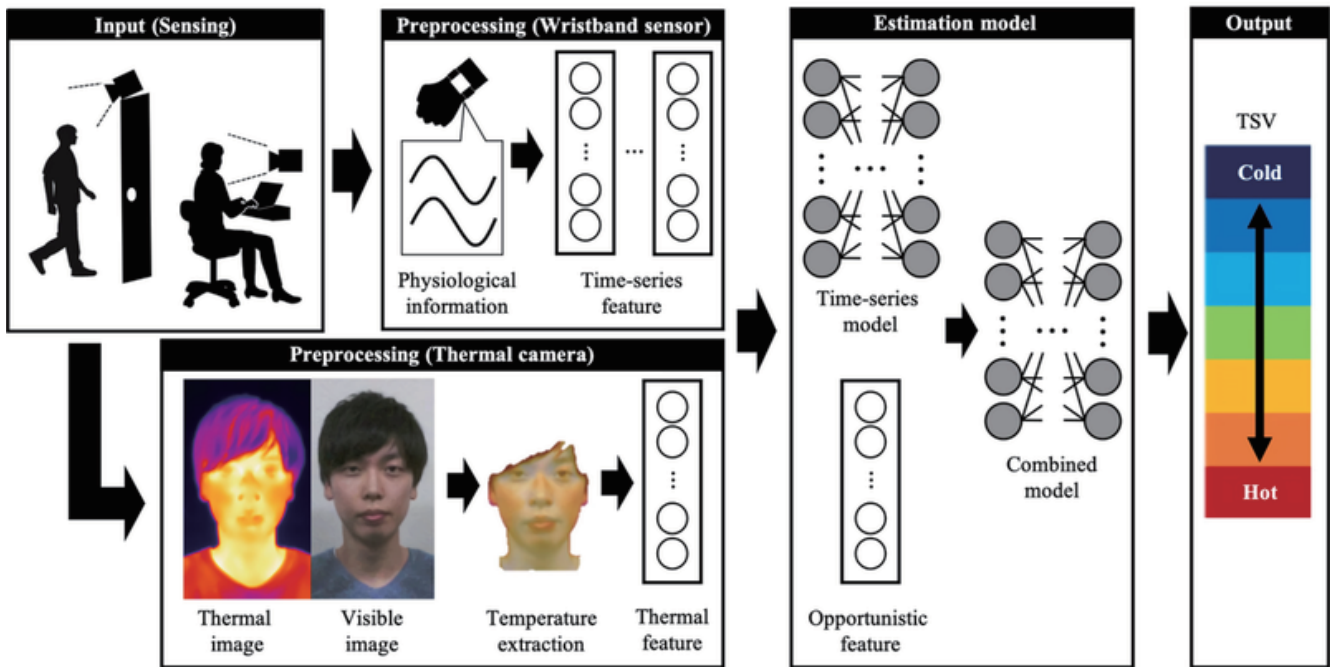 Input (Sensing)
Preprocessing (Wristband sensor)
Physiological
information
Time-series
feature
Preprocessing (Thermal camera)
Thermal
image
Visible
image
Temperature
extraction
Thermal
feature
Estimation model
Time-series
model
Opportunistic
feature
Combined
model
Output
TSV
Cold
Hot